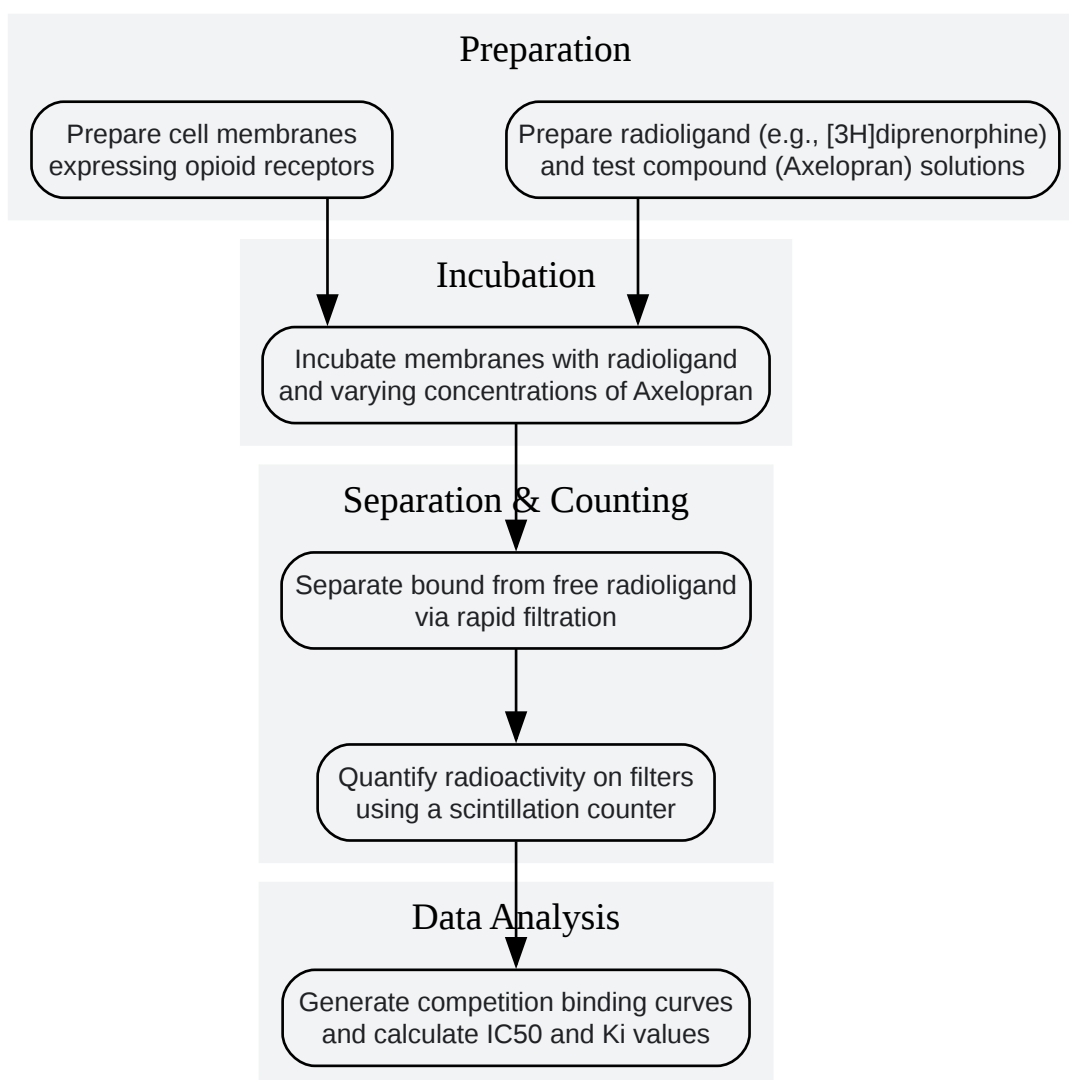 Preparation
Prepare cell membranes
expressing opioid receptors
Prepare radioligand (e.g., [3H]diprenorphine)
and test compound (Axelopran) solutions
Incubation
Incubate membranes with radioligand
and varying concentrations of Axelopran
Separation & Counting
Separate bound from free radioligand
via rapid filtration
Quantify radioactivity on filters
using a scintillation counter
Data Analysis
Generate competition binding curves
and calculate IC50 and Ki values